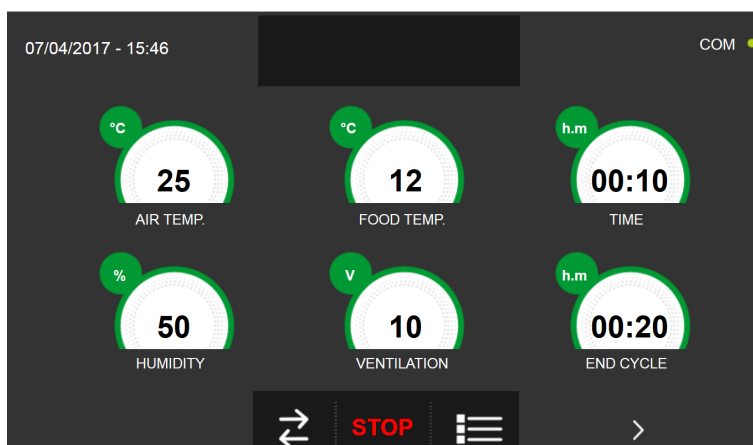 07/04/2017 - 15:46
COM
°C
°C
h.m
25
12
00:10
AIR TEMP.
FOOD TEMP.
TIME
%
V
h.m
50
10
00:20
HUMIDITY
VENTILATION
END CYCLE
STOP